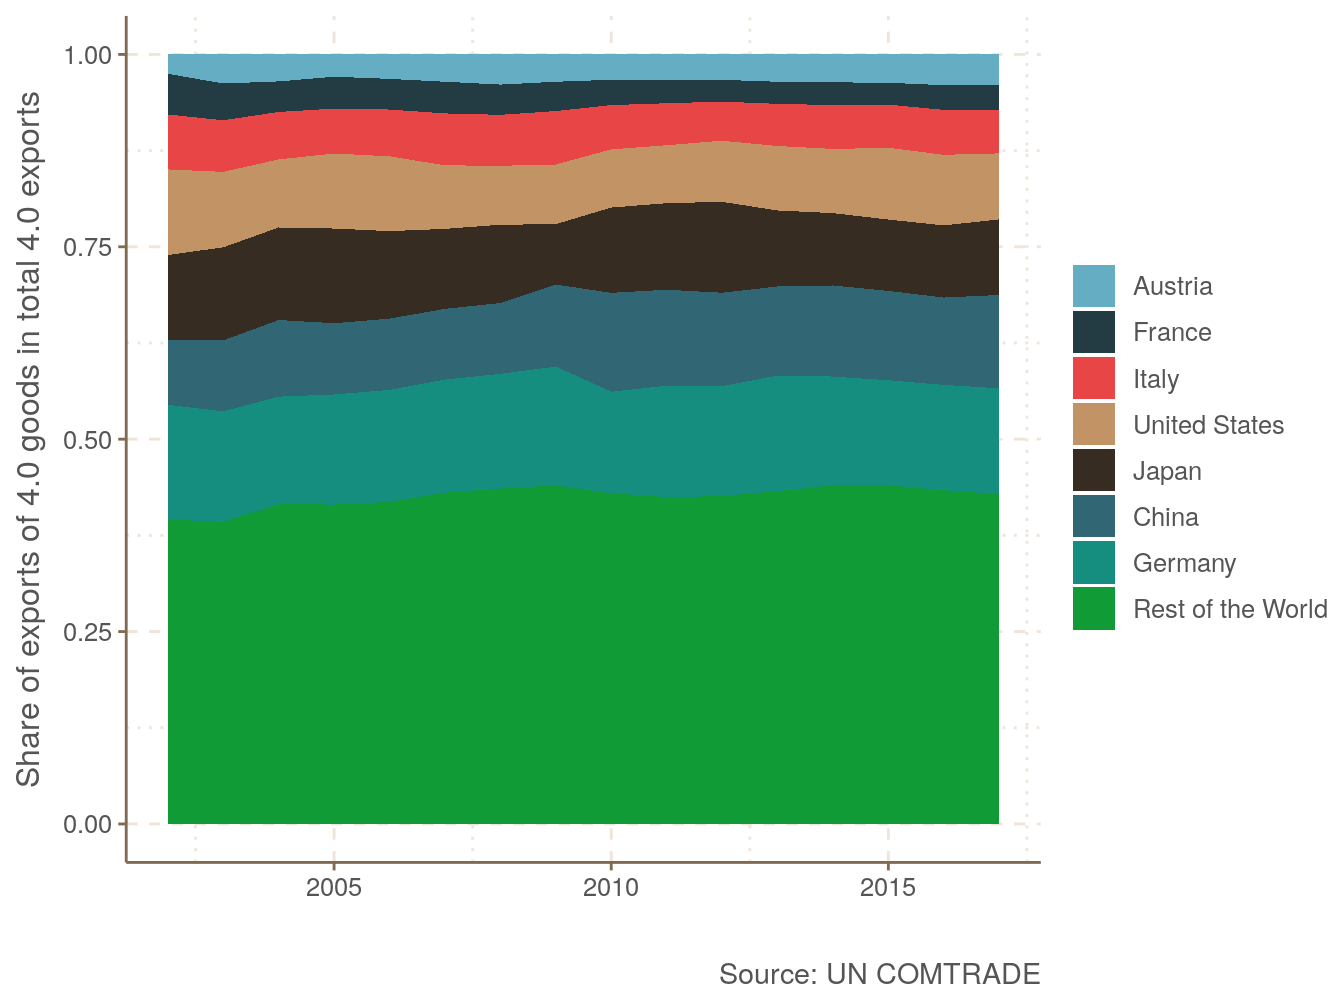 Share of exports of 4.0 goods in total 4.0 exports
1.00
0.75
0.50
0.25
0.00
2005
2010
2015
Austria
France
Italy
United States
Japan
China
Germany
Rest of the World
Source: UN COMTRADE